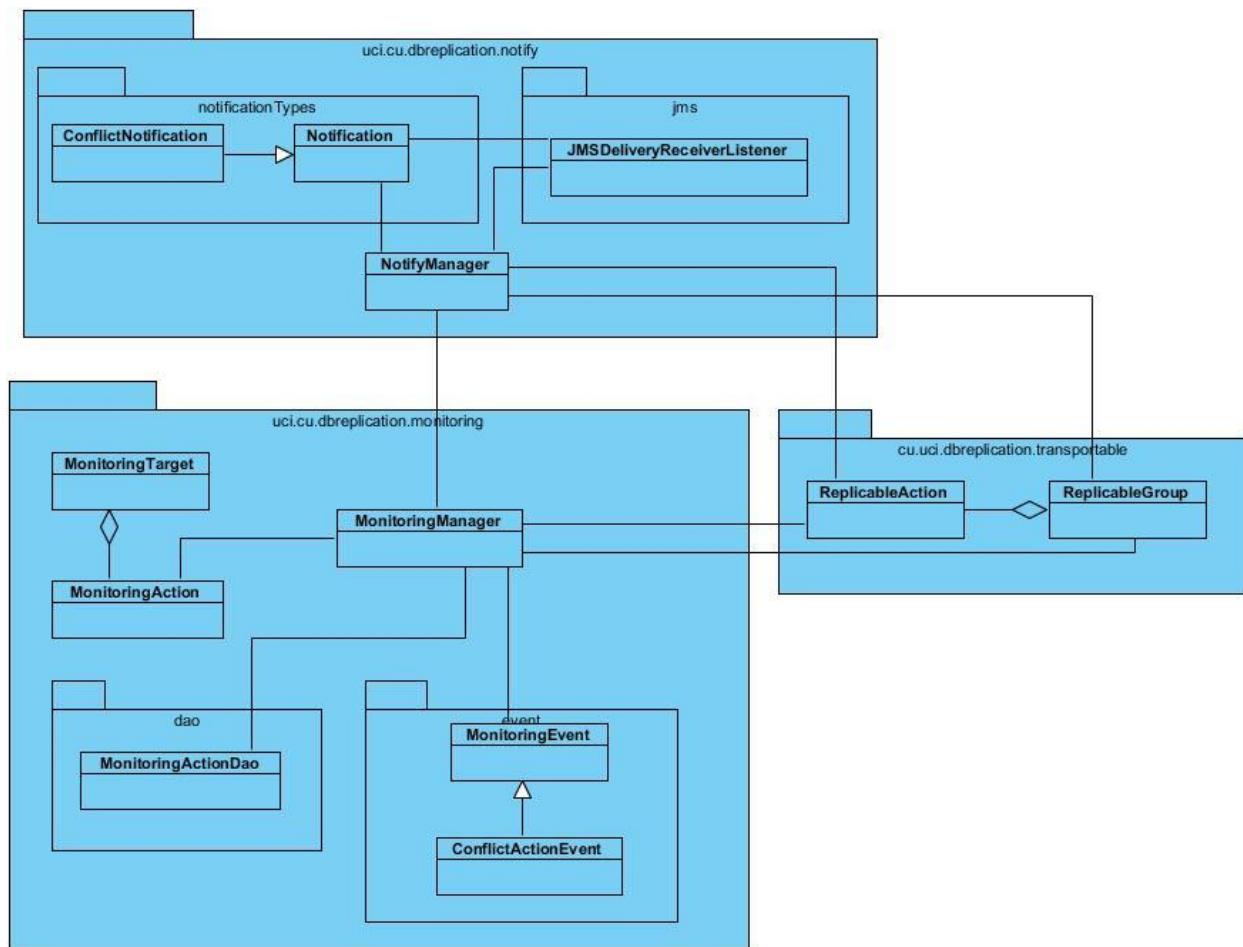 uci.cu.dbreplication.notify
notificationTypes
jms
ConflictNotification
Notification
JMSDeliveryReceiverListener
NotifyManager
uci.cu.dbreplication.monitoring
cu.uci.dbreplication.transportable
MonitoringTarget
ReplicableAction
ReplicableGroup
MonitoringManager
MonitoringAction
dao
event
MonitoringEvent
MonitoringActionDao
ConflictActionEvent